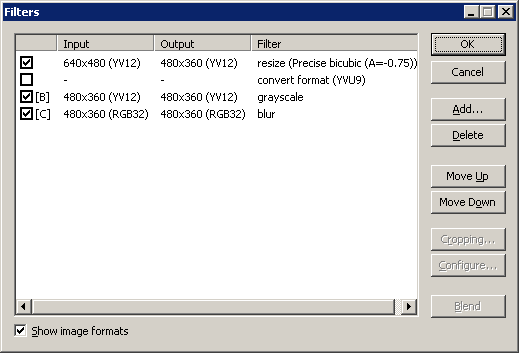 Filters
Input Output Filter
640x480 (YV12) 480x360 (YV12) resize (Precise bicubic (A=-0.75))
- - convert format (YVU9)
[B] 480x360 (YV12) 480x360 (YV12) grayscale
[C] 480x360 (RGB32) 480x360 (RGB32) blur
OK
Cancel
Add...
Delete
Move Up
Move Down
Cropping...
Configure...
Blend
Show image formats